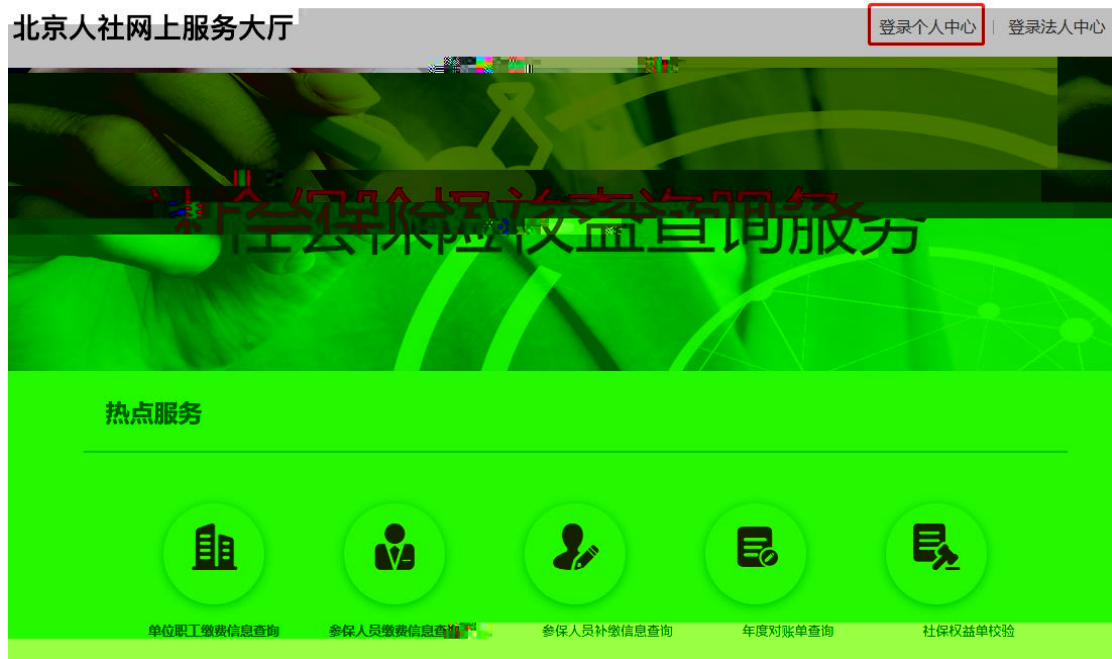 北京人社网上服务大厅
登录个人中心 | 登录法人中心
社会保险权益查询服务
热点服务
单位职工缴费信息查询 参保人员缴费信息查询 参保人员补缴信息查询 年度对账单查询 社保权益单校验